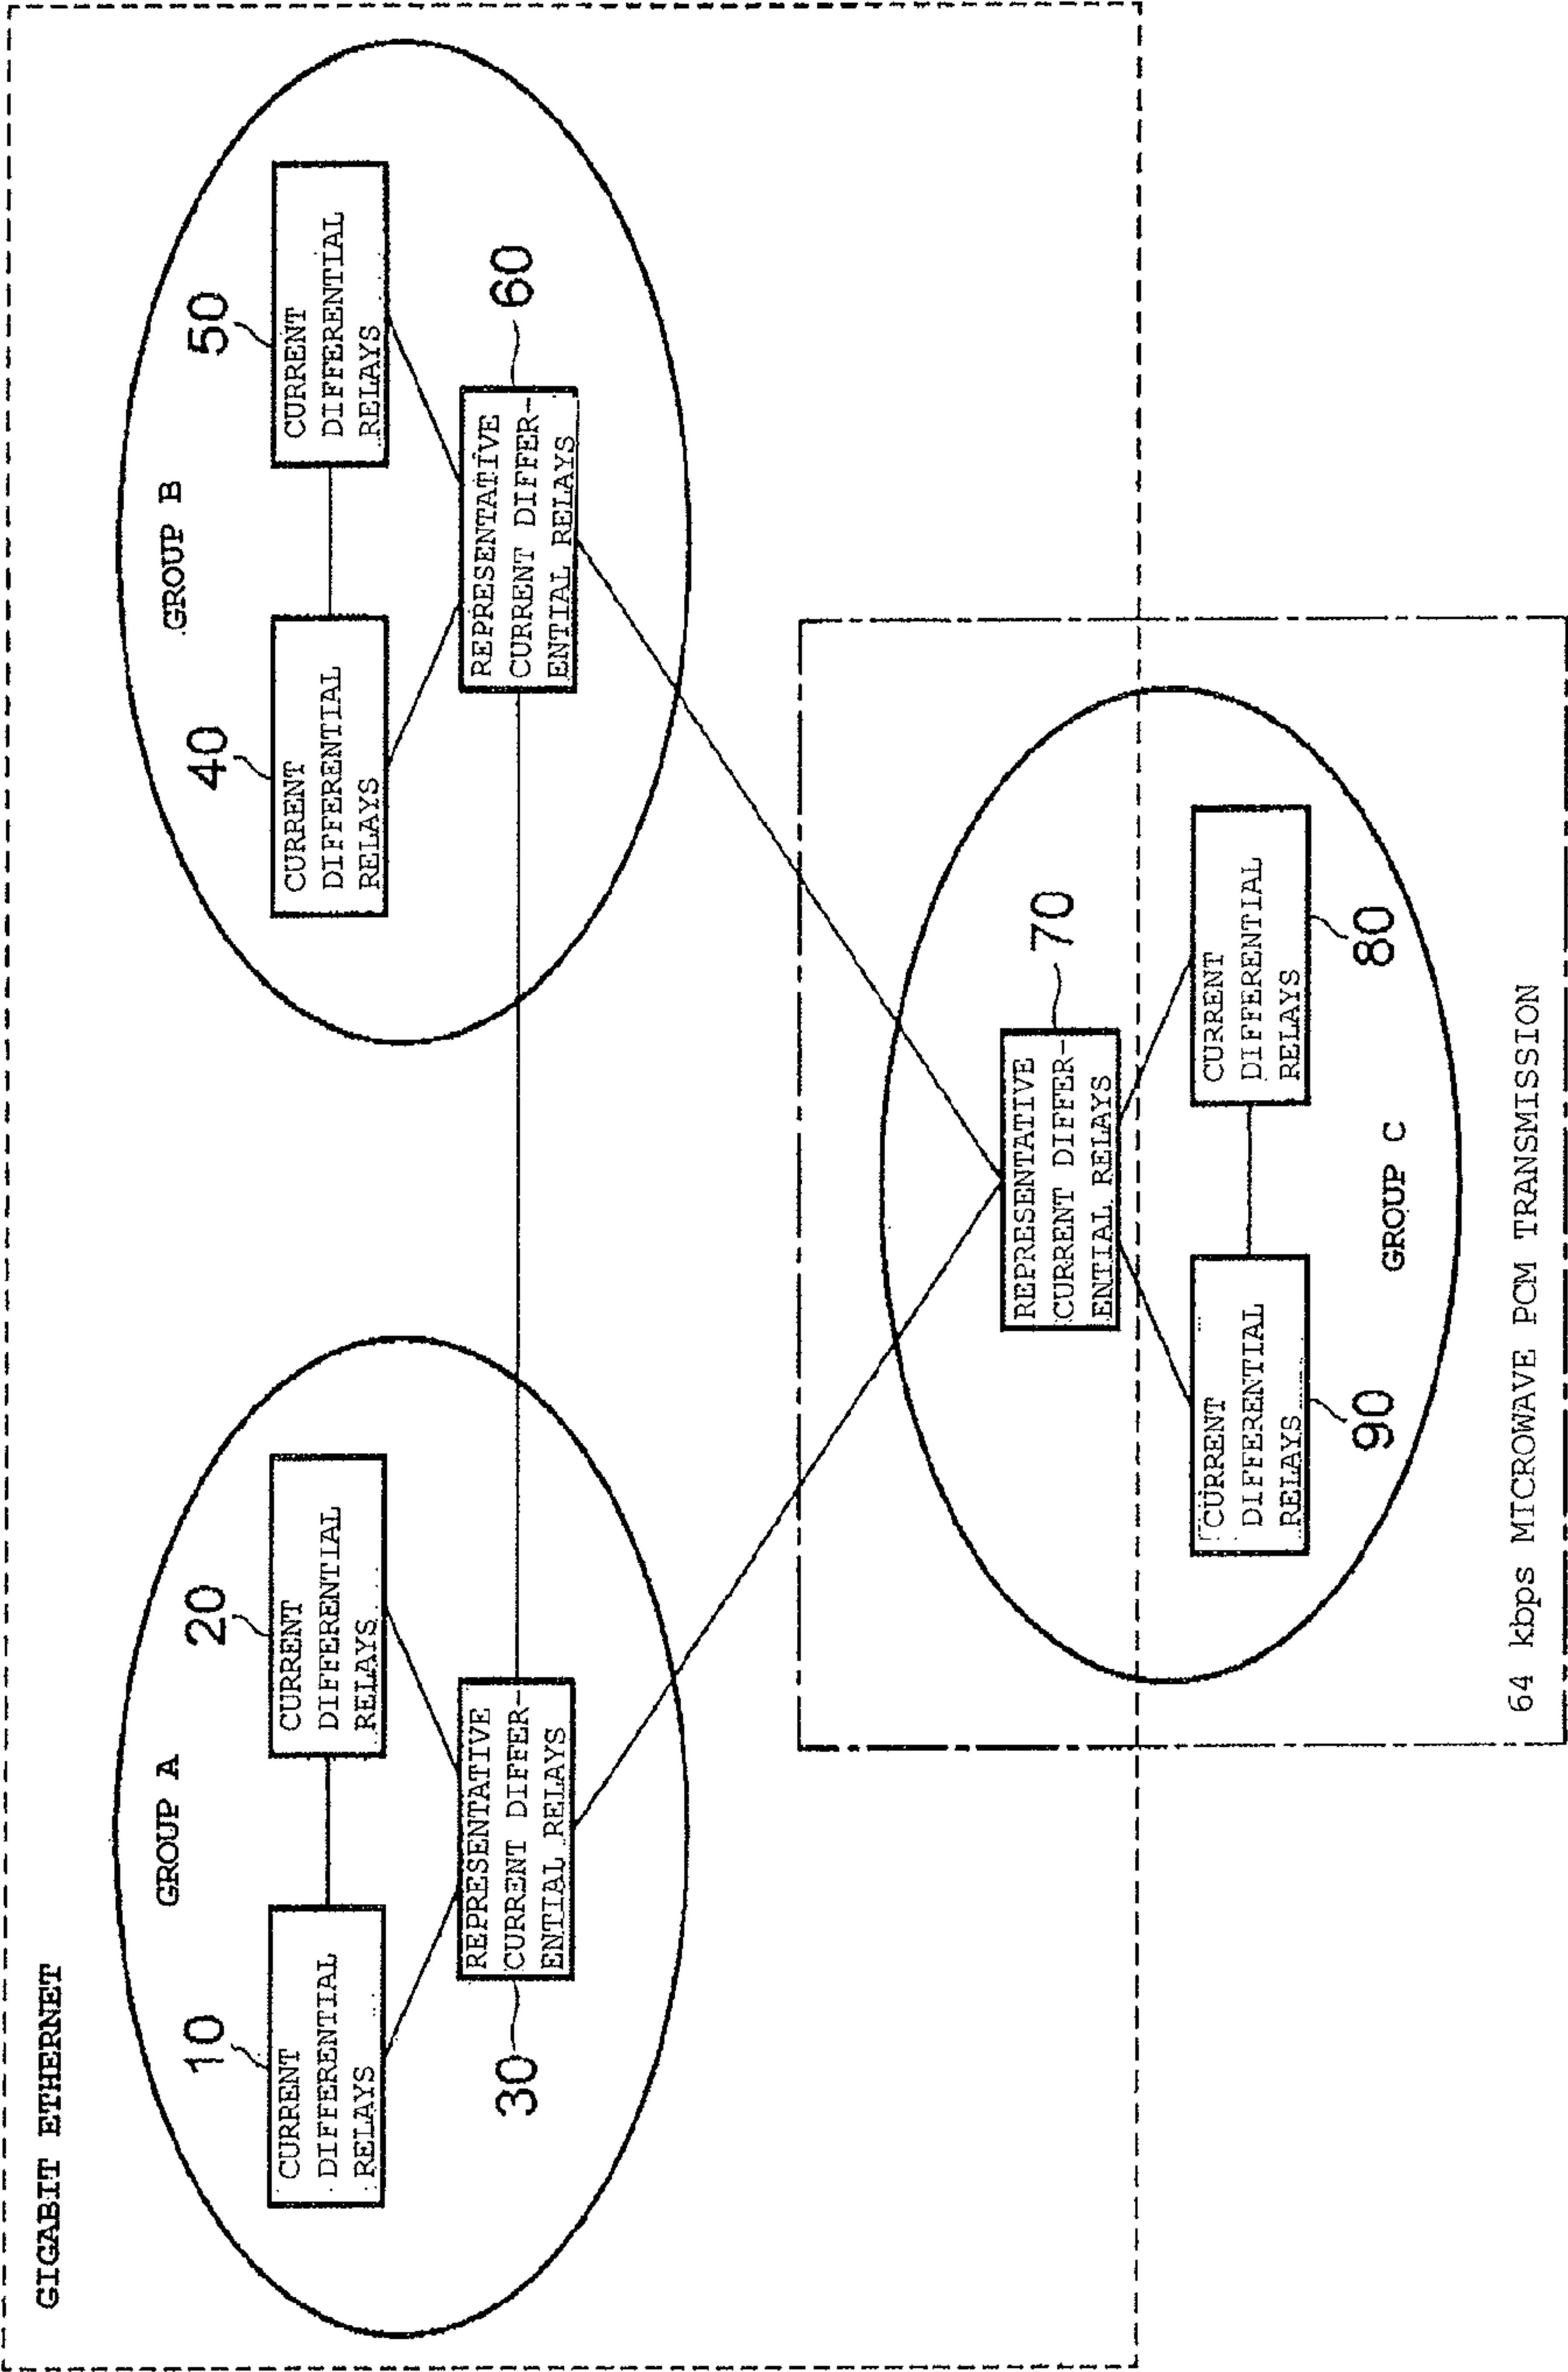 GIGABIT ETHERNET
GROUP A
10
CURRENT
DIFFERENTIAL
RELAYS
20
CURRENT
DIFFERENTIAL
RELAYS
30
REPRESENTATIVE
CURRENT DIFFER-
ENTIAL RELAYS
GROUP B
40
CURRENT
DIFFERENTIAL
RELAYS
50
CURRENT
DIFFERENTIAL
RELAYS
60
REPRESENTATIVE
CURRENT DIFFER-
ENTIAL RELAYS
70
REPRESENTATIVE
CURRENT DIFFER-
ENTIAL RELAYS
CURRENT
DIFFERENTIAL
RELAYS
90
CURRENT
DIFFERENTIAL
RELAYS
80
GROUP C
64 kbps MICROWAVE PCM TRANSMISSION